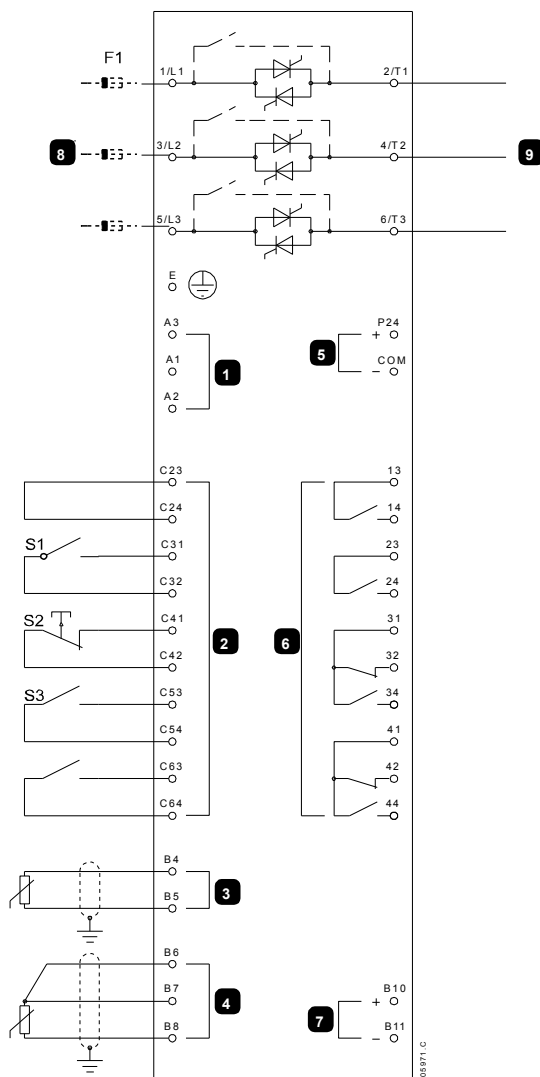 F1
1/L1
2/T1
8
3/L2
4/T2
9
5/L3
6/T3
E
A3
P24
5
+
1
A1
COM
−
A2
C23
13
C24
14
S1
C31
23
C32
24
S2
C41
31
2
6
C42
32
S3
C53
34
C54
41
C63
42
C64
44
B4
3
B5
B6
B7
4
B10
7
+
B8
B11
−
05971.C